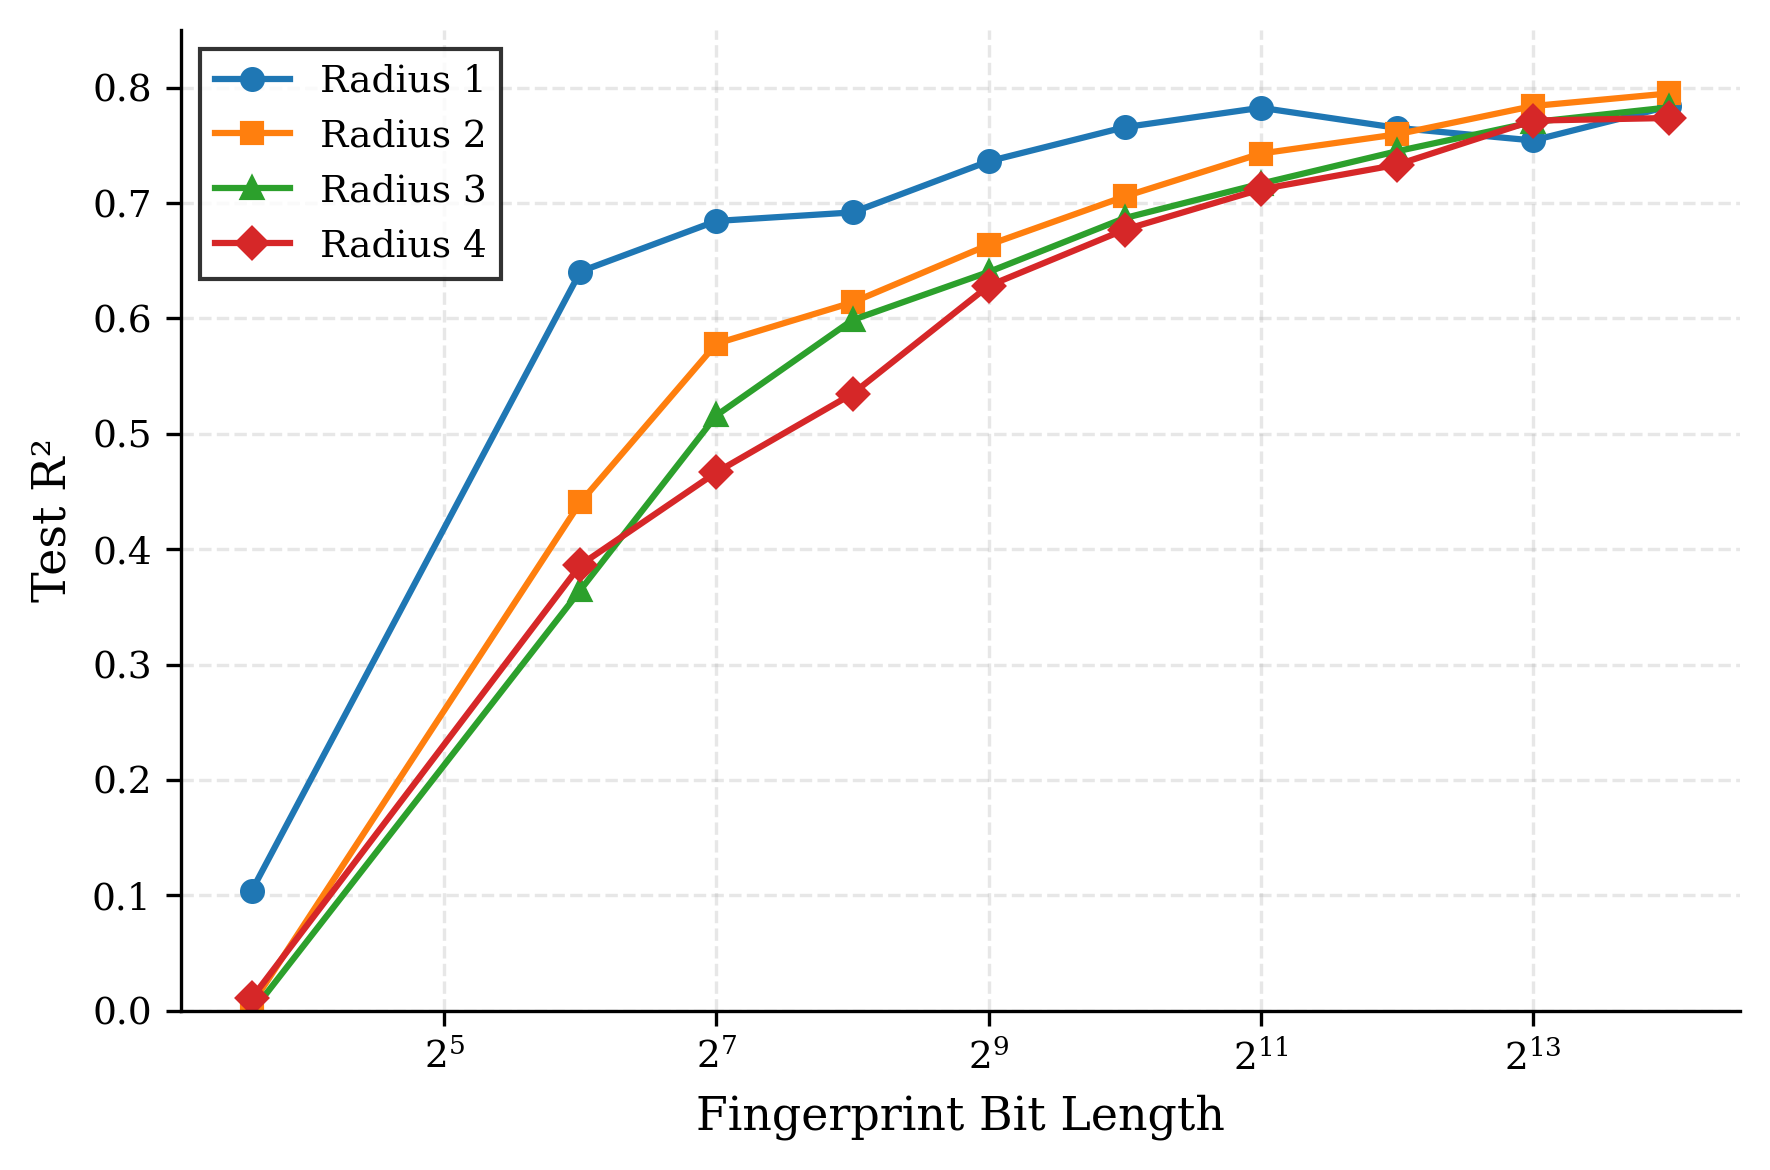 Radius 1
Radius 2
Radius 3
Radius 4
0.8
0.7
0.6
0.5
0.4
0.3
0.2
0.1
0.0
Test R²
2⁵ 2⁷ 2⁹ 2¹¹ 2¹³
Fingerprint Bit Length